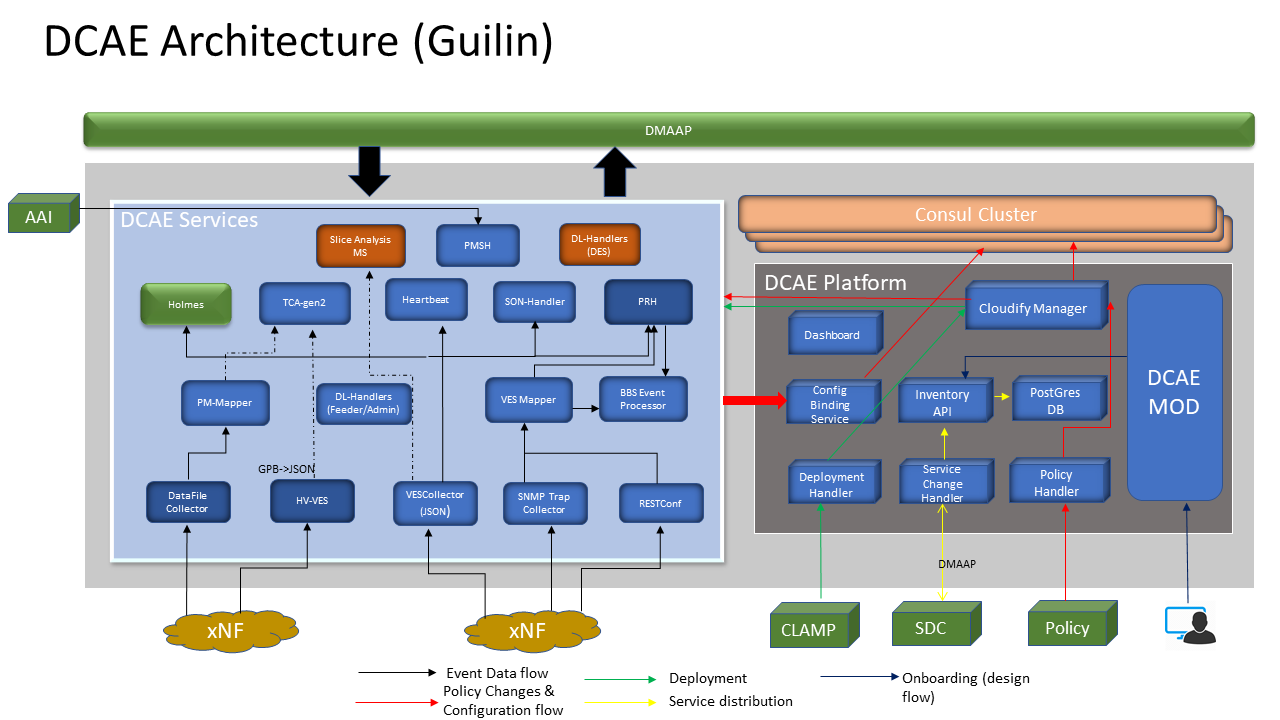 DCAE Architecture (Guilin)
DMAAP
AAI
DCAE Services
Slice Analysis
MS
PMSH
DL-Handlers
(DES)
Consul Cluster
DCAE Platform
Holmes
TCA-gen2
Heartbeat
SON-Handler
PRH
Cloudify Manager
Dashboard
PM-Mapper
DL-Handlers
(Feeder/Admin)
VES Mapper
BBS Event
Processor
Config
Binding
Service
Inventory
API
PostGres
DB
DCAE
MOD
GPB->JSON
DataFile
Collector
HV-VES
VESCollector
(JSON)
SNMP Trap
Collector
RESTConf
Deployment
Handler
Service
Change
Handler
Policy
Handler
DMAAP
xNF
xNF
CLAMP
SDC
Policy
Event Data flow
Policy Changes &
Configuration flow
Deployment
Service distribution
Onboarding (design
flow)